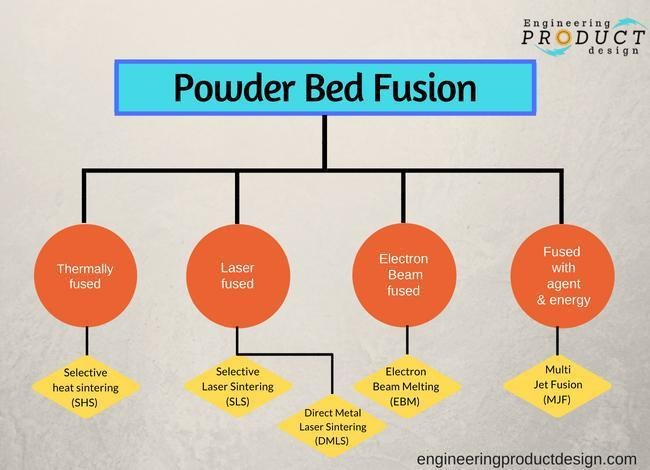 Engineering
PRODUCT
design
Powder Bed Fusion
Thermally
fused
Laser
fused
Electron
Beam
fused
Fused
with
agent
& energy
Selective
heat sintering
(SHS)
Selective
Laser Sintering
(SLS)
Direct Metal
Laser Sintering
(DMLS)
Electron
Beam Melting
(EBM)
Multi
Jet Fusion
(MJF)
engineeringproductdesign.com